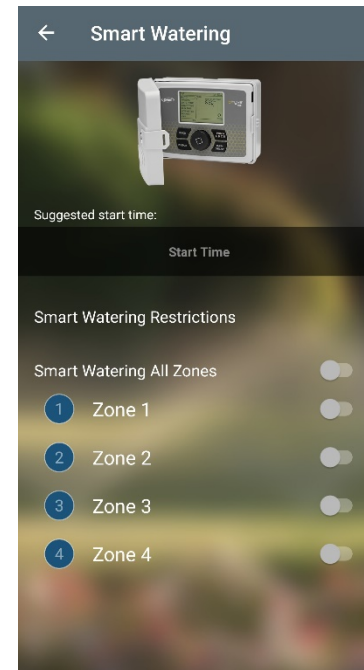 Smart Watering
Suggested start time:
Start Time
Smart Watering Restrictions
Smart Watering All Zones
1 Zone 1
2 Zone 2
3 Zone 3
4 Zone 4